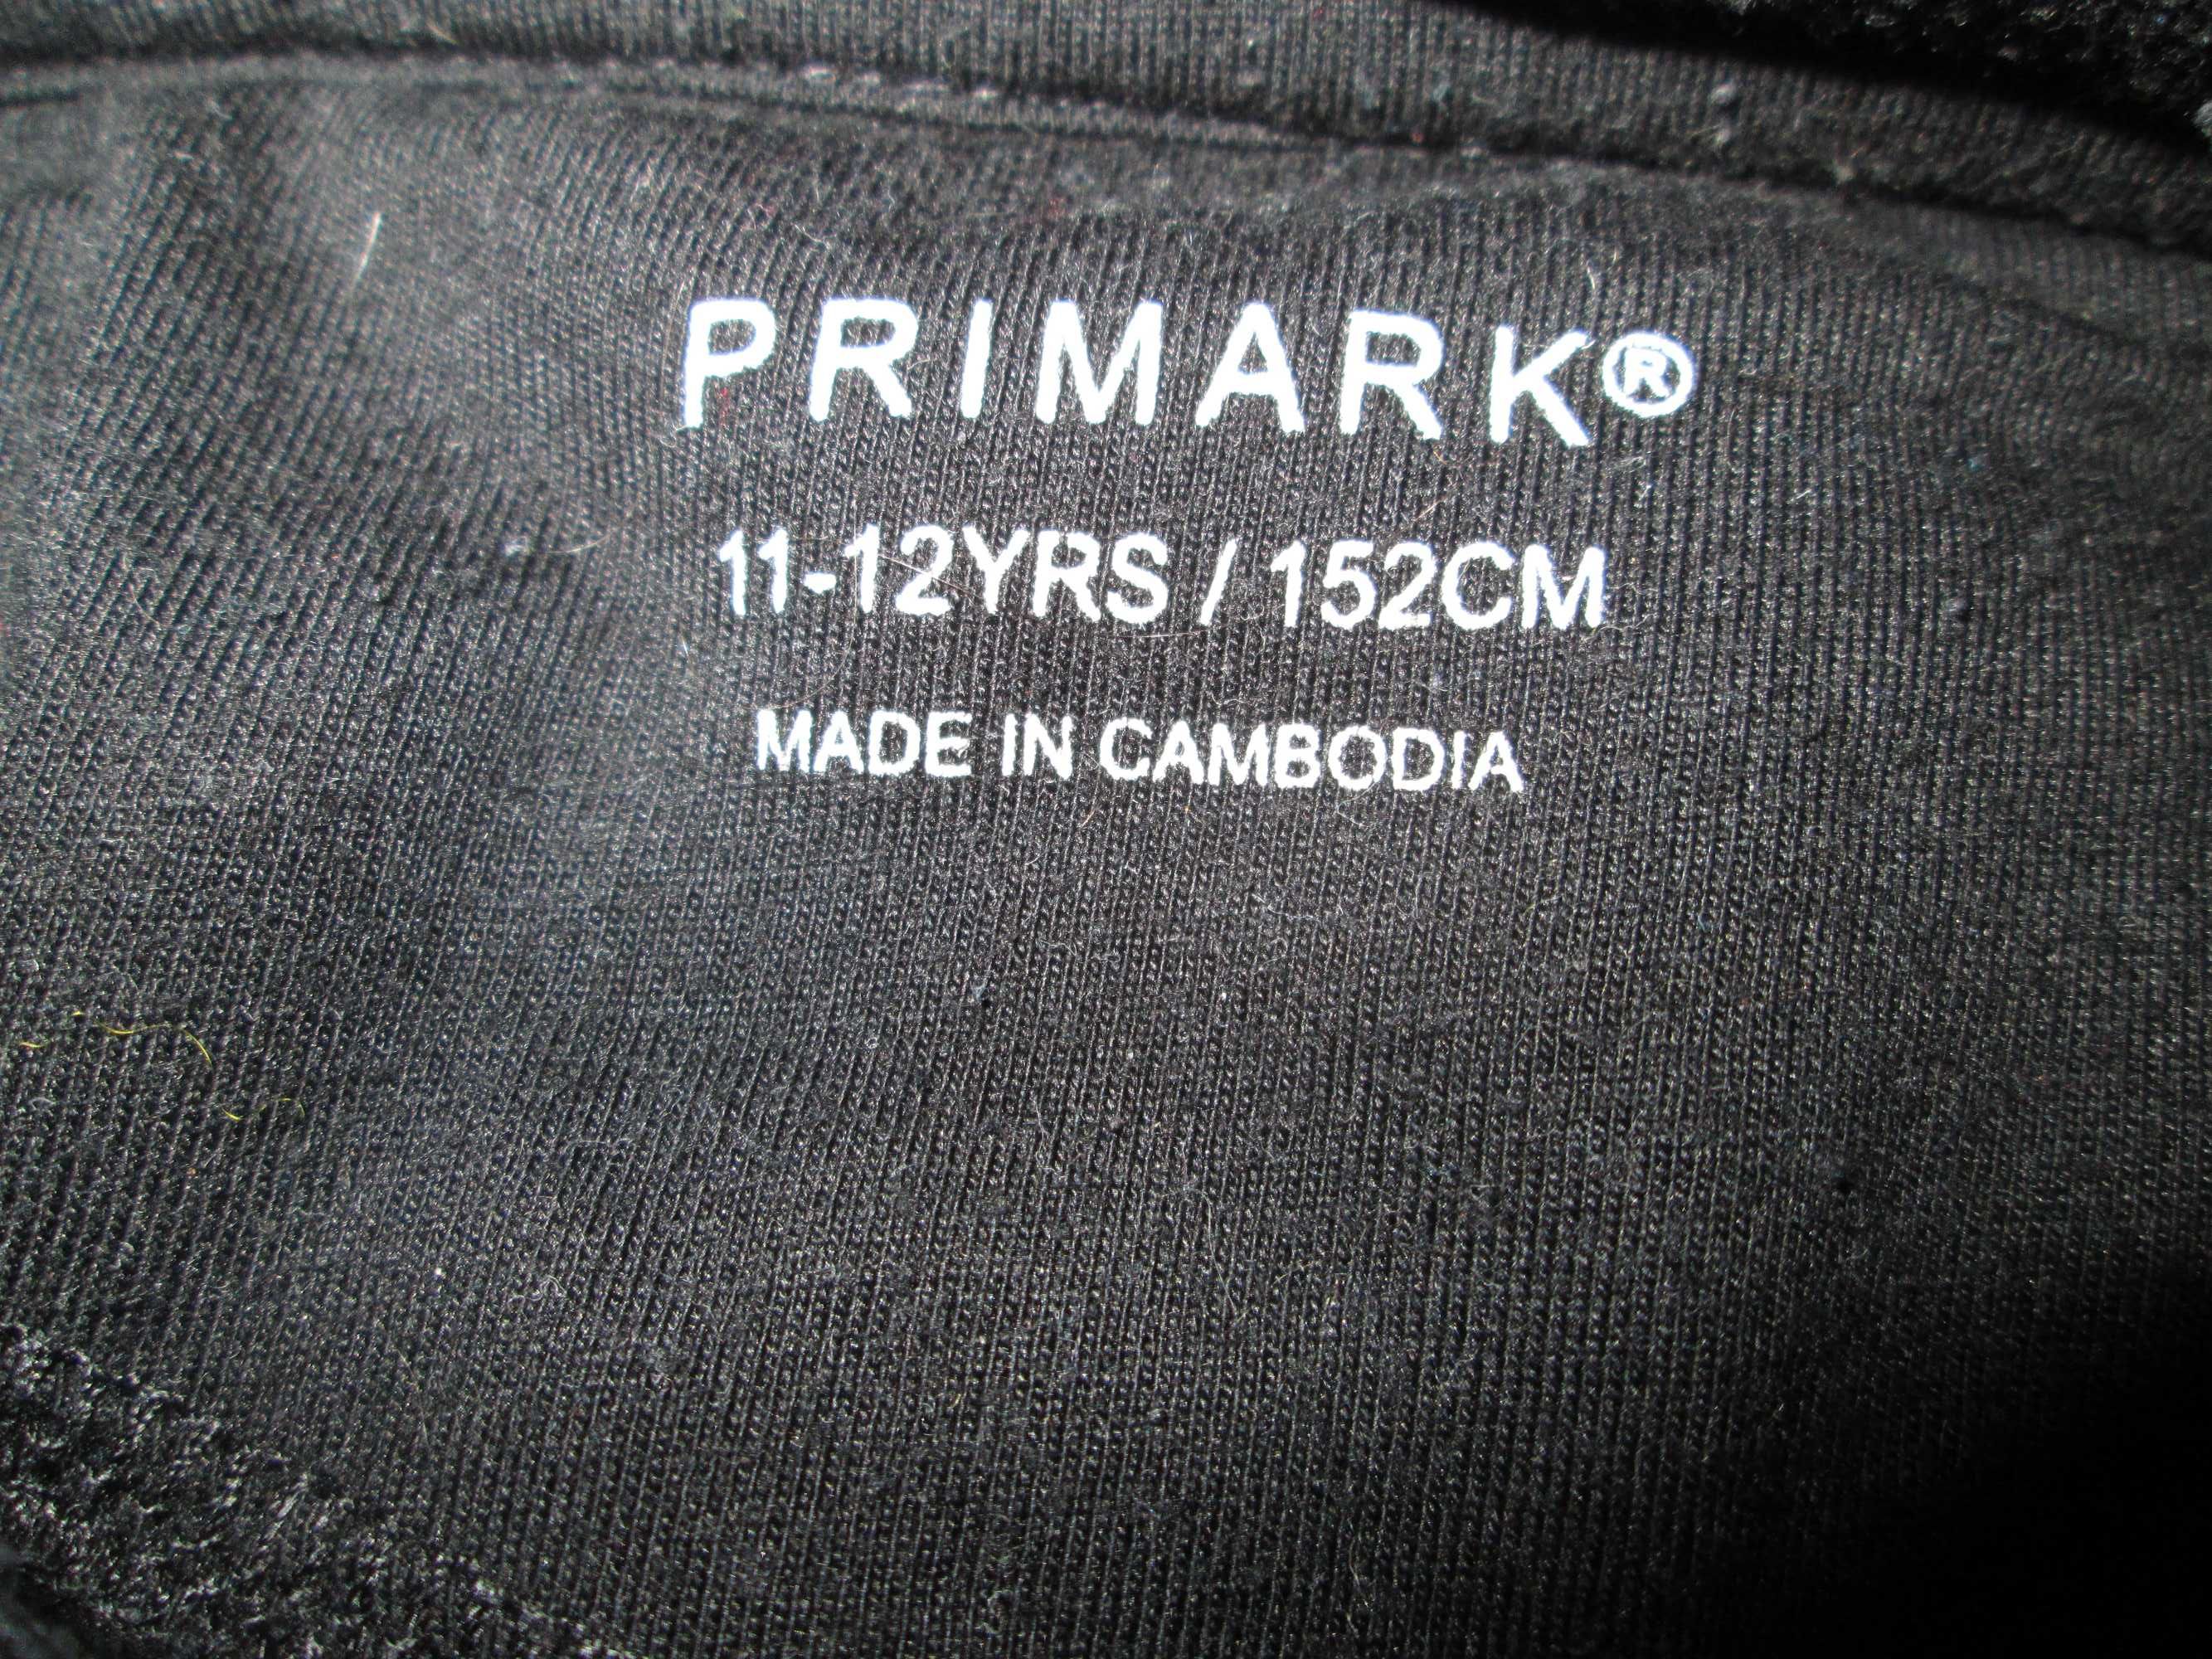 PRIMARK®
11-12YRS / 152CM
MADE IN CAMBODIA